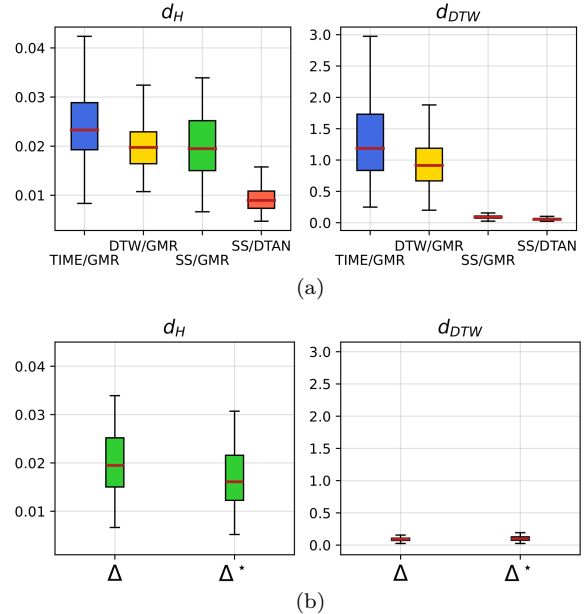 d_H
d_DTW
0.04
0.03
0.02
0.01
3.0
2.5
2.0
1.5
1.0
0.5
0.0
DTW/GMR SS/DTAN
TIME/GMR SS/GMR
DTW/GMR SS/DTAN
TIME/GMR SS/GMR
(a)
d_H
d_DTW
0.04
0.03
0.02
0.01
3.0
2.5
2.0
1.5
1.0
0.5
0.0
Δ Δ⋆
Δ Δ⋆
(b)